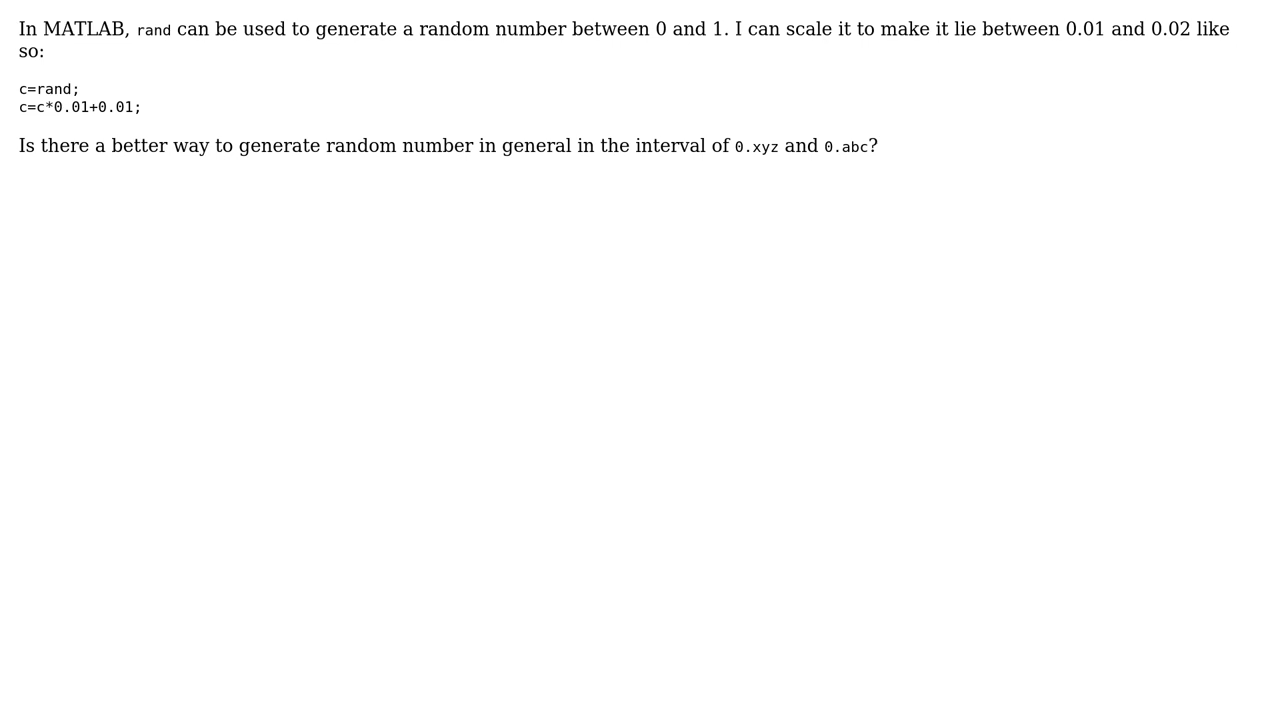 In MATLAB, rand can be used to generate a random number between 0 and 1. I can scale it to make it lie between 0.01 and 0.02 like
so:
c=rand;
c=c*0.01+0.01;
Is there a better way to generate random number in general in the interval of 0.xyz and 0.abc?